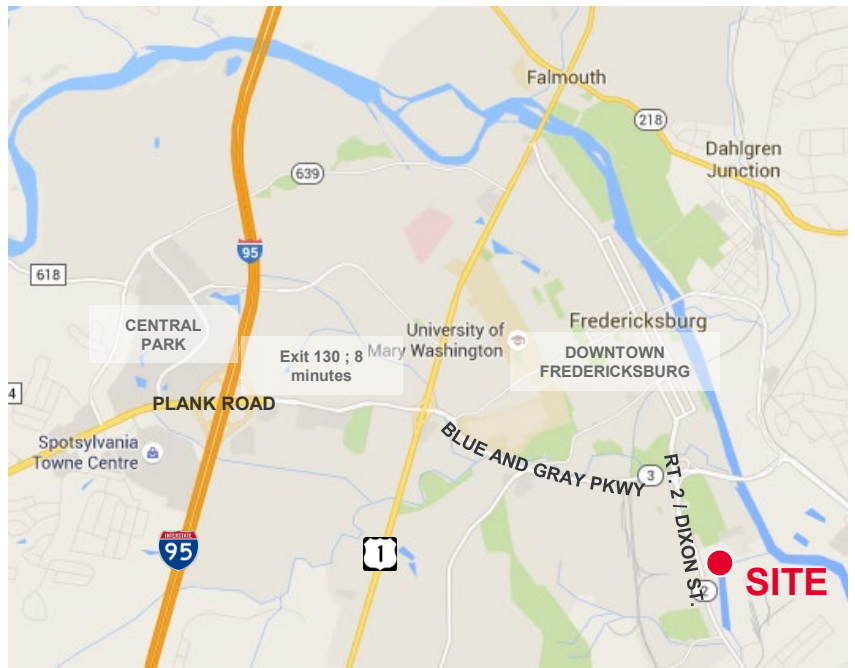 Falmouth
218
Dahlgren
Junction
639
95
618
CENTRAL
PARK
Exit 130 ; 8
minutes
University of
Mary Washington
Fredericksburg
DOWNTOWN
FREDERICKSBURG
4
PLANK ROAD
Spotsylvania
Towne Centre
BLUE AND GRAY PKWY
3
RT. 2 / DIXON ST.
INTERSTATE
95
1
2
SITE